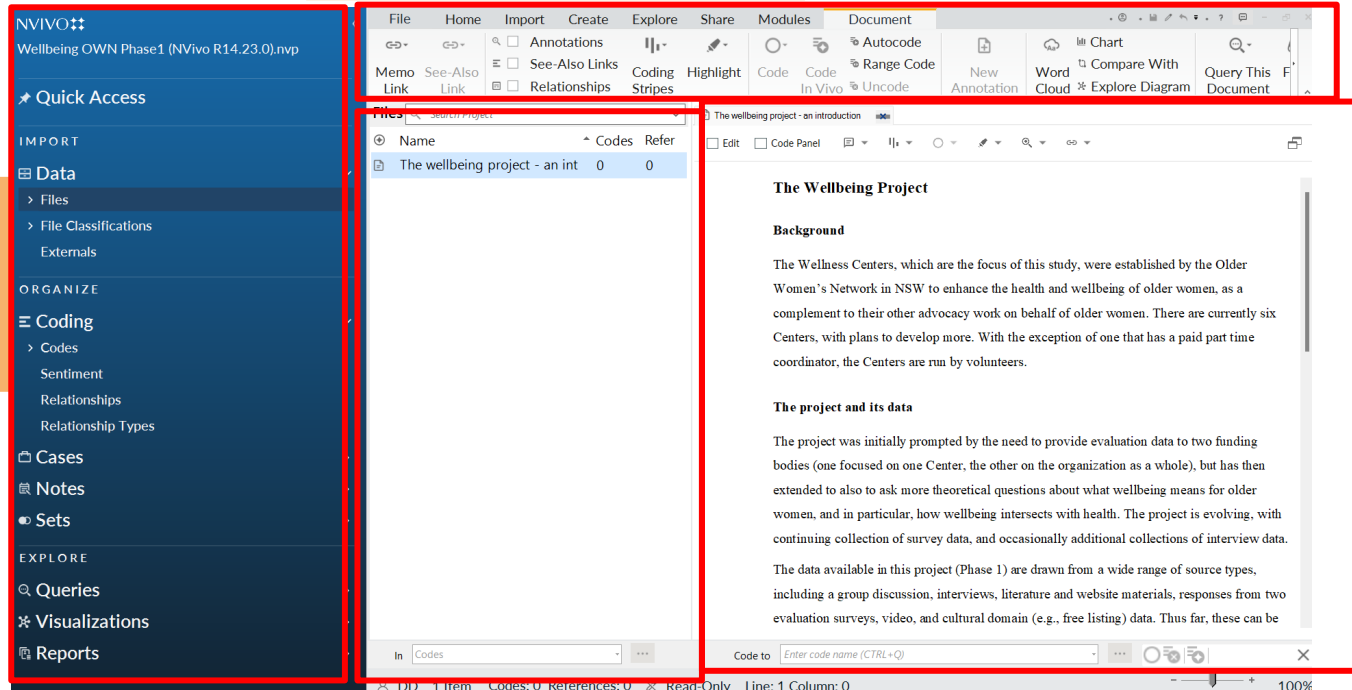 NVIVO
Wellbeing OWN Phase1 (NVivo R14.23.0).nvp
Quick Access
IMPORT
Data
Files
File Classifications
Externals
ORGANIZE
Coding
Codes
Sentiment
Relationships
Relationship Types
Cases
Notes
Sets
EXPLORE
Queries
Visualizations
Reports
File Home Import Create Explore Share Modules Document
Memo Link
See-Also Link
Annotations
See-Also Links
Relationships
Coding Stripes
Highlight
Code
Code In Vivo
Autocode
Range Code
Uncode
New Annotation
Word Cloud
Chart
Compare With
Explore Diagram
Query This Document
F
Files Search Project
Name Codes Refer
The wellbeing project - an int 0 0
In Codes
The wellbeing project - an introduction
Edit Code Panel
The Wellbeing Project
Background
The Wellness Centers, which are the focus of this study, were established by the Older
Women's Network in NSW to enhance the health and wellbeing of older women, as a
complement to their other advocacy work on behalf of older women. There are currently six
Centers, with plans to develop more. With the exception of one that has a paid part time
coordinator, the Centers are run by volunteers.
The project and its data
The project was initially prompted by the need to provide evaluation data to two funding
bodies (one focused on one Center, the other on the organization as a whole), but has then
extended to also to ask more theoretical questions about what wellbeing means for older
women, and in particular, how wellbeing intersects with health. The project is evolving, with
continuing collection of survey data, and occasionally additional collections of interview data.
The data available in this project (Phase 1) are drawn from a wide range of source types,
including a group discussion, interviews, literature and website materials, responses from two
evaluation surveys, video, and cultural domain (e.g., free listing) data. Thus far, these can be
Code to Enter code name (CTRL+Q)
DD 1 Item Codes: 0 References: 0 Read-Only Line: 1 Column: 0 100%